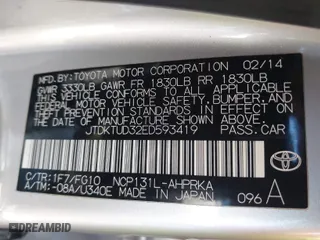 MFD.BY: TOYOTA MOTOR CORPORATION 02/14
GVWR 3330LB GAWR FR 1830LB RR 1830LB
THIS VEHICLE CONFORMS TO ALL APPLICABLE
FEDERAL MOTOR VEHICLE SAFETY, BUMPER, AND
THEFT PREVENTION STANDARDS IN EFFECT ON
THE DATE OF MANUFACTURE SHOWN ABOVE.
JTDKTUD32ED593419 PASS.CAR
C/TR: 1F7/FG10 NCP131L-AHPRKA
A/TM: -08A/U340E MADE IN JAPAN 096A
TOYOTA